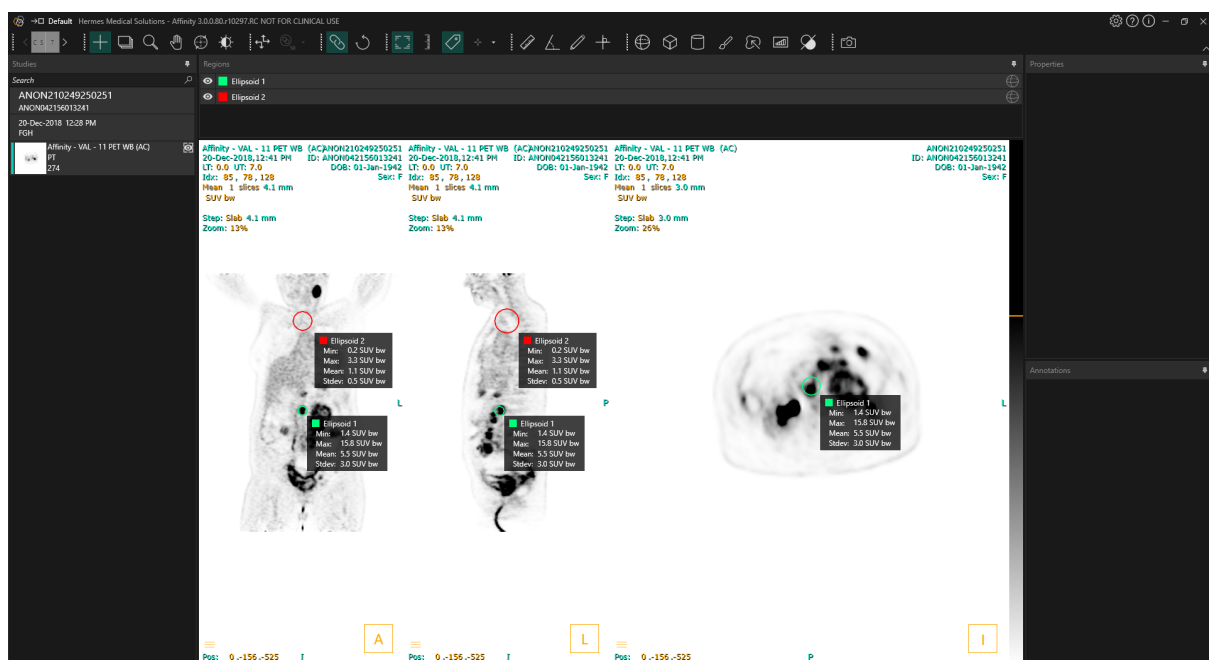 Default Hermes Medical Solutions - Affinity 3.0.0.80.r10297.RC NOT FOR CLINICAL USE
C S T
Studies
Search
ANON210249250251
ANON042156013241
20-Dec-2018 12:28 PM
FGH
Affinity - VAL - 11 PET WB (AC)
PT
274
Regions
Ellipsoid 1
Ellipsoid 2
Properties
Annotations
Affinity - VAL - 11 PET WB (AC)ANON210249250251
20-Dec-2018,12:41 PM ID: ANON042156013241
LT: 0.0 UT: 7.0 DOB: 01-Jan-1942
Idx: 85, 78, 128 Sex: F
Mean 1 slices 4.1 mm
SUV bw
Step: Slab 4.1 mm
Zoom: 13%
Ellipsoid 2
Min: 0.2 SUV bw
Max: 3.3 SUV bw
Mean: 1.1 SUV bw
Stdev: 0.5 SUV bw
L
Ellipsoid 1
Min: 1.4 SUV bw
Max: 15.8 SUV bw
Mean: 5.5 SUV bw
Stdev: 3.0 SUV bw
A
Pos: 0,-156,-525 I
Affinity - VAL - 11 PET WB (AC)ANON210249250251
20-Dec-2018,12:41 PM ID: ANON042156013241
LT: 0.0 UT: 7.0 DOB: 01-Jan-1942
Idx: 85, 78, 128 Sex: F
Mean 1 slices 4.1 mm
SUV bw
Step: Slab 4.1 mm
Zoom: 13%
Ellipsoid 2
Min: 0.2 SUV bw
Max: 3.3 SUV bw
Mean: 1.1 SUV bw
Stdev: 0.5 SUV bw
P
Ellipsoid 1
Min: 1.4 SUV bw
Max: 15.8 SUV bw
Mean: 5.5 SUV bw
Stdev: 3.0 SUV bw
L
Pos: 0,-156,-525 I
Affinity - VAL - 11 PET WB (AC) ANON210249250251
20-Dec-2018,12:41 PM ID: ANON042156013241
LT: 0.0 UT: 7.0 DOB: 01-Jan-1942
Idx: 85, 78, 128 Sex: F
Mean 1 slices 3.0 mm
SUV bw
Step: Slab 3.0 mm
Zoom: 26%
L
Ellipsoid 1
Min: 1.4 SUV bw
Max: 15.8 SUV bw
Mean: 5.5 SUV bw
Stdev: 3.0 SUV bw
I
Pos: 0,-156,-525 P